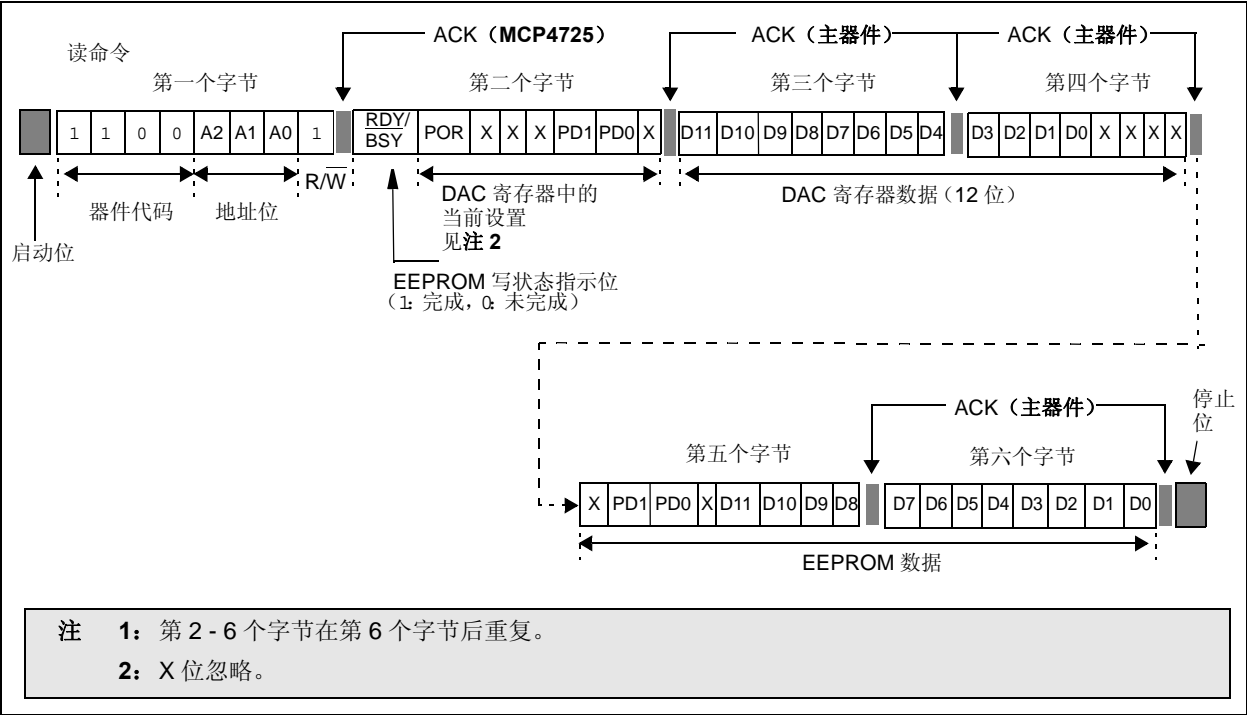 ACK（MCP4725）
ACK（主器件）
ACK（主器件）
读命令
第一个字节
第二个字节
第三个字节
第四个字节
1 1 0 0 A2 A1 A0 1
RDY/
BSY
POR X X X PD1 PD0 X
D11 D10 D9 D8 D7 D6 D5 D4
D3 D2 D1 D0 X X X X
R/W
器件代码
地址位
启动位
DAC 寄存器中的
当前设置
见注 2
DAC 寄存器数据（12 位）
EEPROM 写状态指示位
（1: 完成，0: 未完成）
ACK（主器件）
停止
位
第五个字节
第六个字节
X PD1 PD0 X D11 D10 D9 D8
D7 D6 D5 D4 D3 D2 D1 D0
EEPROM 数据
注 1： 第 2 - 6 个字节在第 6 个字节后重复。
2： X 位忽略。